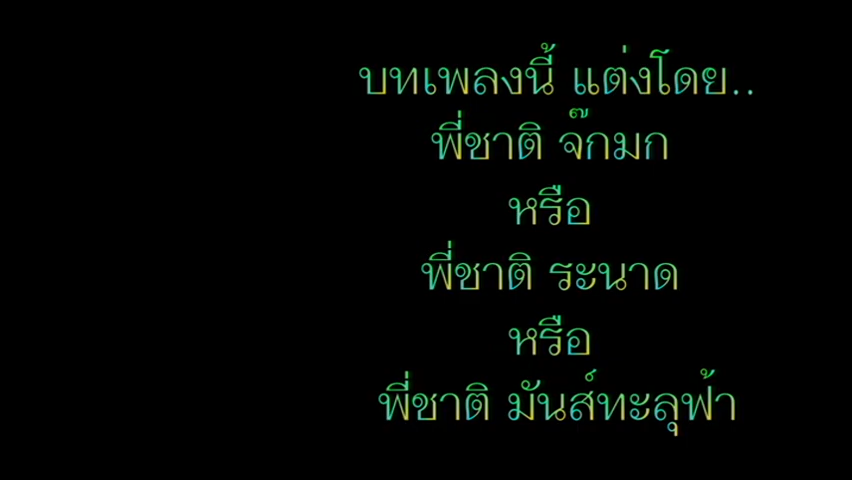 บทเพลงนี้ แต่งโดย..
พี่ชาติ จ๊กมก
หรือ
พี่ชาติ ระนาด
หรือ
พี่ชาติ มันส์ทะลุฟ้า